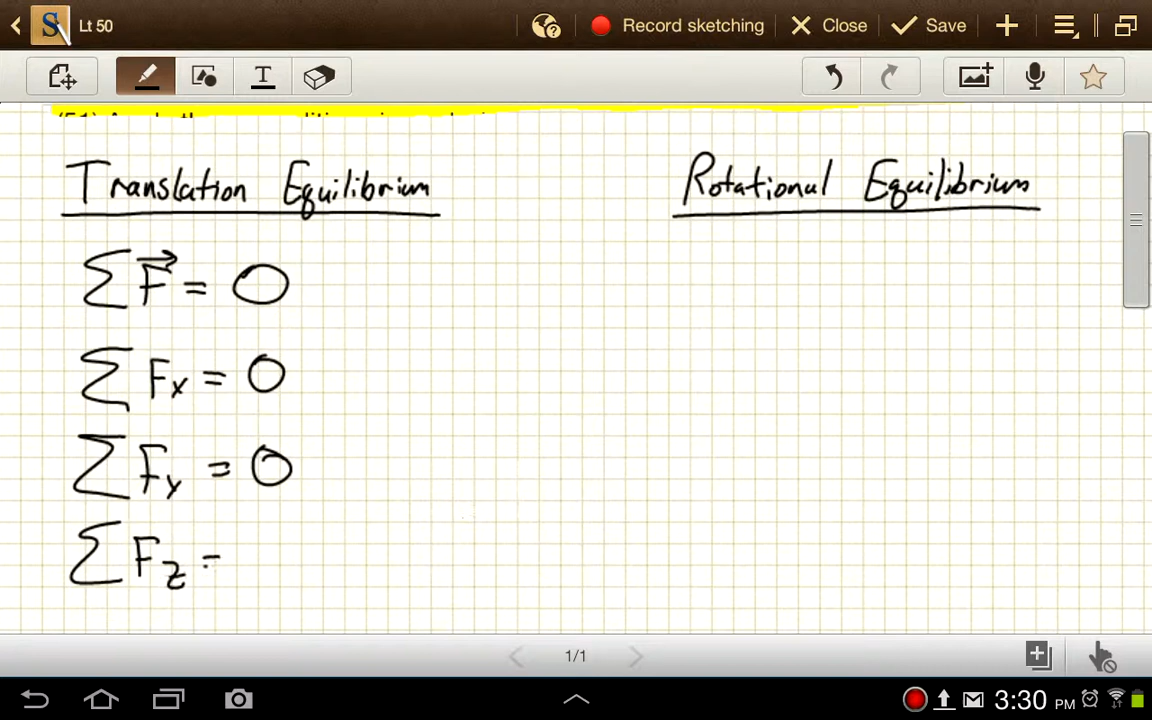 S Lt 50 Record sketching Close Save
T
Translation Equilibrium Rotational Equilibrium
Σ F⃗ = 0
Σ Fx = 0
Σ Fy = 0
Σ Fz =
1/1
3:30 PM